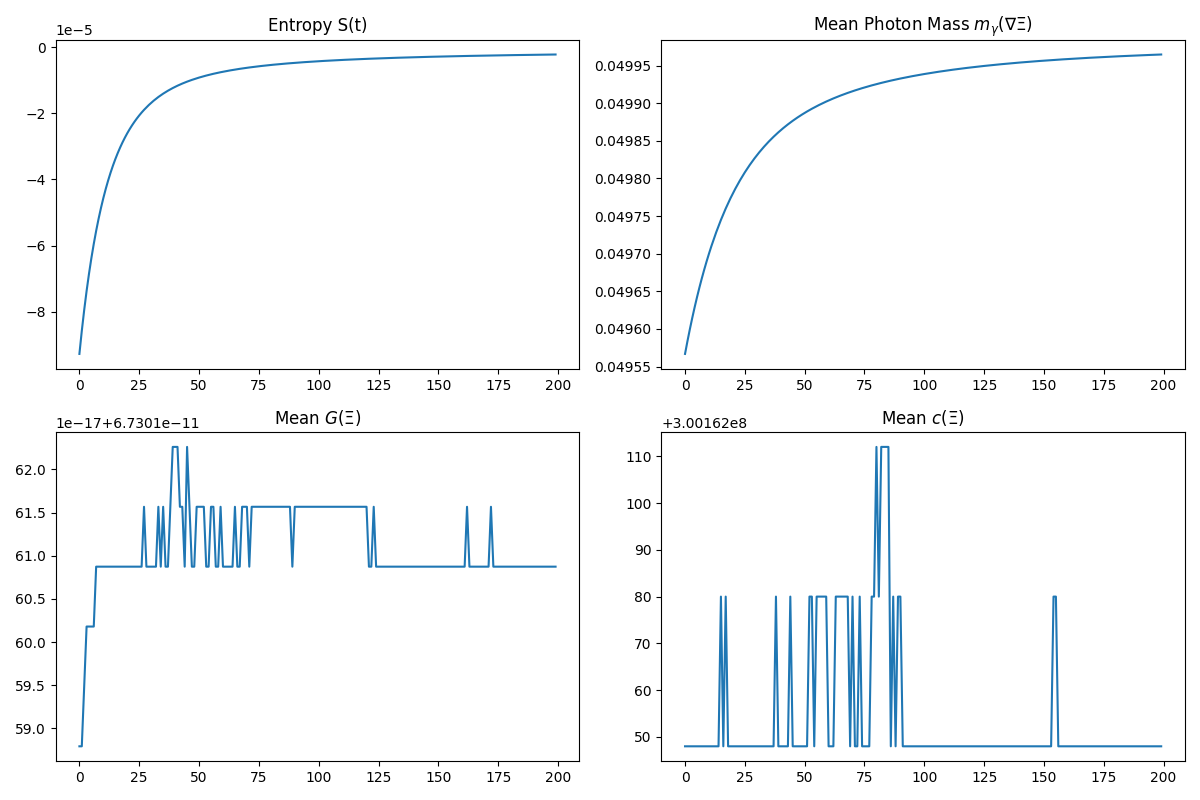 Entropy S(t)
1e−5
0
−2
−4
−6
−8
0 25 50 75 100 125 150 175 200
Mean Photon Mass mγ(∇Ξ)
0.04995
0.04990
0.04985
0.04980
0.04975
0.04970
0.04965
0.04960
0.04955
0 25 50 75 100 125 150 175 200
Mean G(Ξ)
1e−17+6.7301e−11
62.0
61.5
61.0
60.5
60.0
59.5
59.0
0 25 50 75 100 125 150 175 200
Mean c(Ξ)
+3.00162e8
110
100
90
80
70
60
50
0 25 50 75 100 125 150 175 200